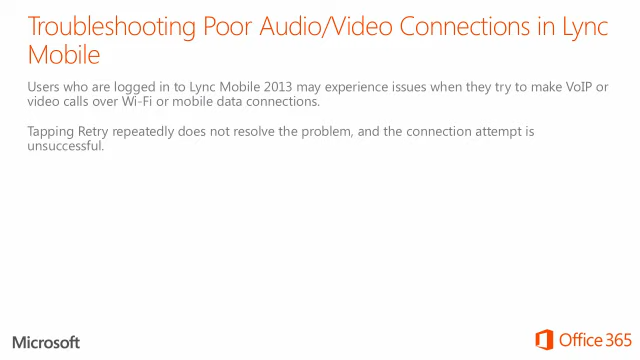 Troubleshooting Poor Audio/Video Connections in Lync
Mobile
Users who are logged in to Lync Mobile 2013 may experience issues when they try to make VoIP or
video calls over Wi-Fi or mobile data connections.
Tapping Retry repeatedly does not resolve the problem, and the connection attempt is
unsuccessful.
Microsoft
Office 365